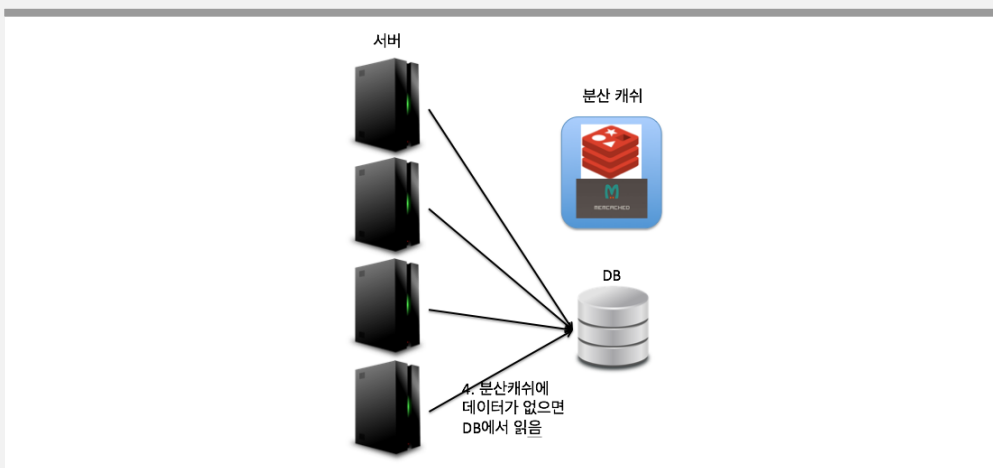 서버
분산 캐쉬
MEMCACHED
DB
4. 분산캐쉬에
데이터가 없으면
DB에서 읽음